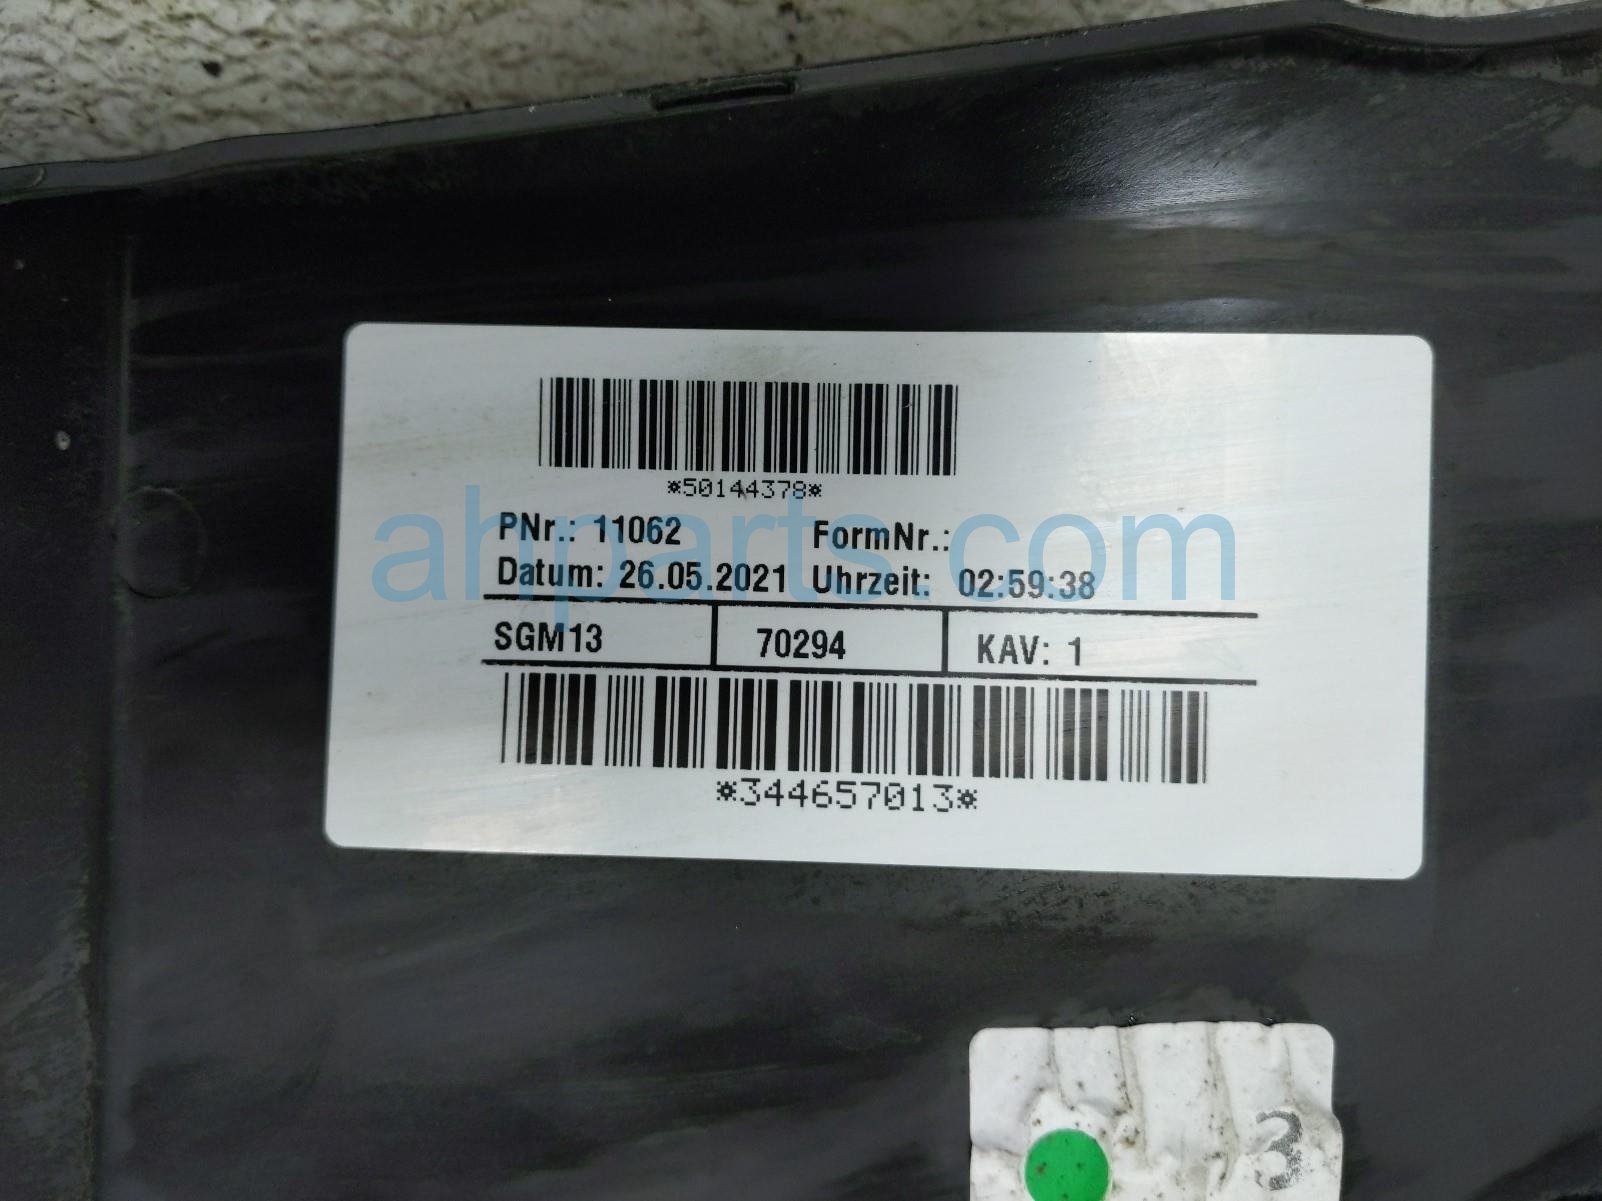 *50144378*
PNr.: 11062 FormNr.:
Datum: 26.05.2021 Uhrzeit: 02:59:38
SGM13 70294 KAV: 1
*344657013*
ahparts.com
3